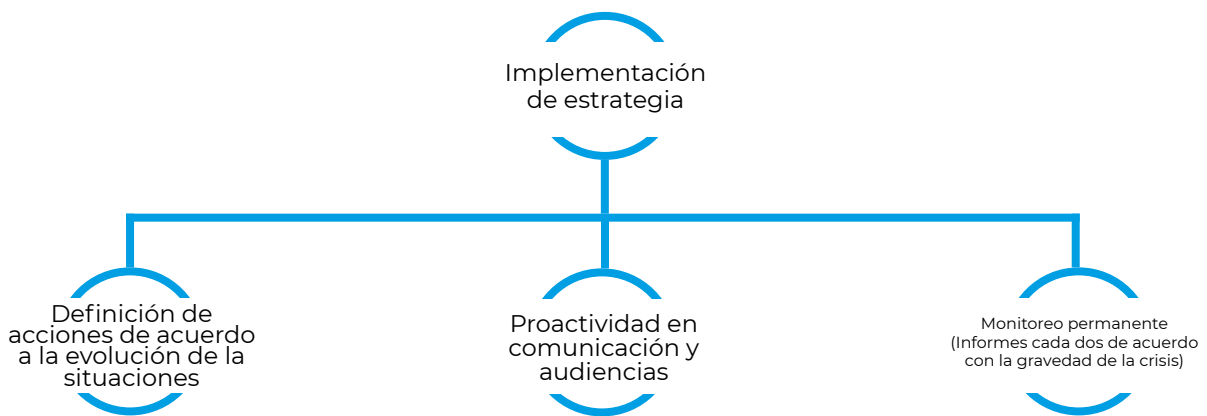 Implementación
de estrategia
Definición de
acciones de acuerdo
a la evolución de la
situaciones
Proactividad en
comunicación y
audiencias
Monitoreo permanente
(Informes cada dos de acuerdo
con la gravedad de la crisis)